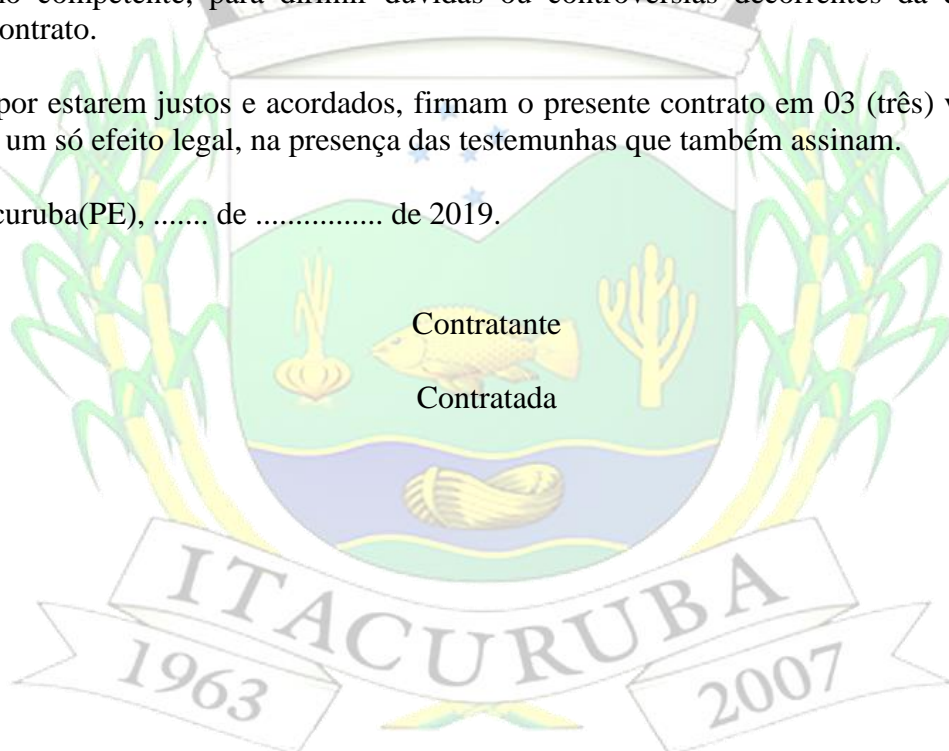 competente, para dirimir dúvidas ou controvérsias decorrentes da
ontrato.
por estarem justos e acordados, firmam o presente contrato em 03 (três)
um só efeito legal, na presença das testemunhas que também assinam.
curuba(PE), ....... de ................ de 2019.
Contratante
Contratada
ITACURUBA
1963
2007